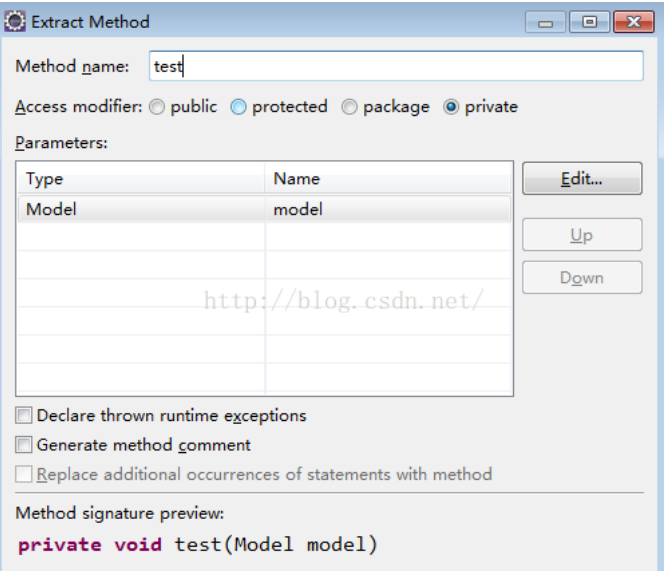 Extract Method
Method name: test
Access modifier: public protected package private
Parameters:
Type Name Edit...
Model model
Up
Down
http://blog.csdn.net/
Declare thrown runtime exceptions
Generate method comment
Replace additional occurrences of statements with method
Method signature preview:
private void test(Model model)